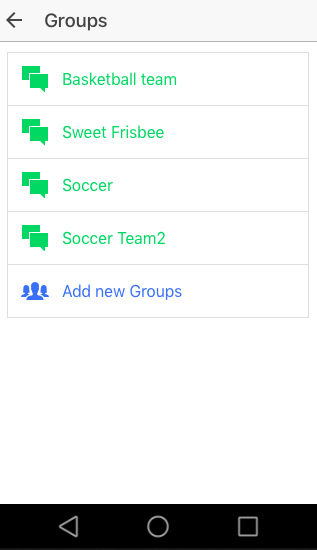 Groups
Basketball team
Sweet Frisbee
Soccer
Soccer Team2
Add new Groups